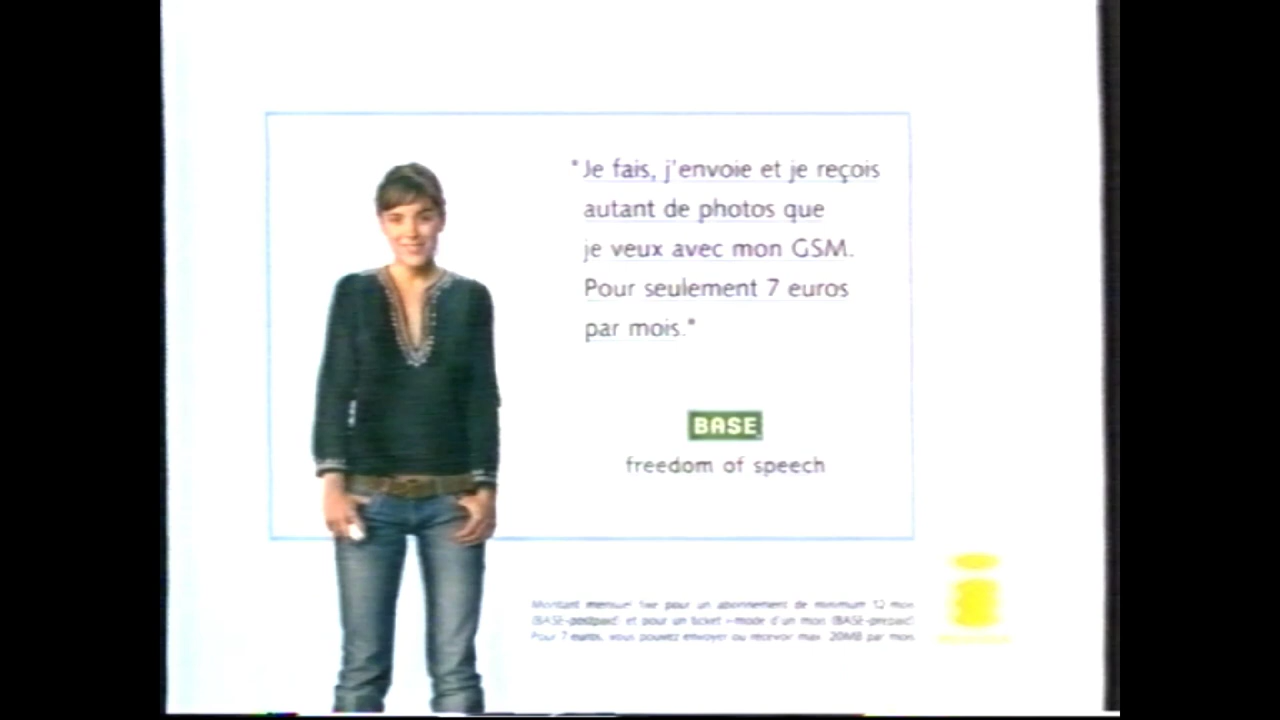 "Je fais, j'envoie et je reçois
autant de photos que
je veux avec mon GSM.
Pour seulement 7 euros
par mois."
BASE
freedom of speech
Montant mensuel fixe pour un abonnement de minimum 12 mois
(BASE-postpaid) et pour un ticket i-mode d'un mois (BASE-prepaid)
Pour 7 euros, vous pouvez envoyer ou recevoir max. 20MB par mois